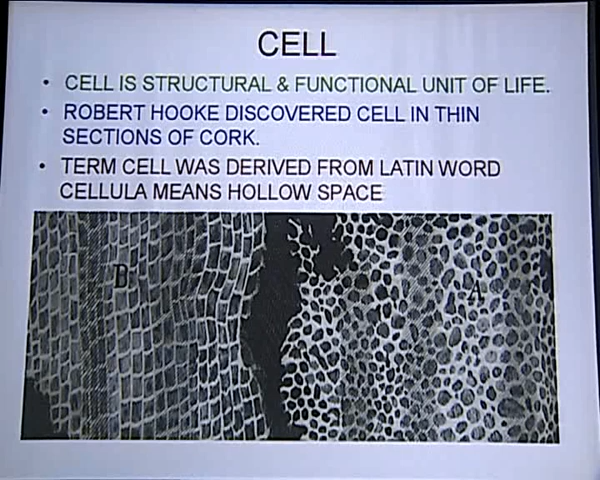 CELL
• CELL IS STRUCTURAL & FUNCTIONAL UNIT OF LIFE.
• ROBERT HOOKE DISCOVERED CELL IN THIN
SECTIONS OF CORK.
• TERM CELL WAS DERIVED FROM LATIN WORD
CELLULA MEANS HOLLOW SPACE
B
A